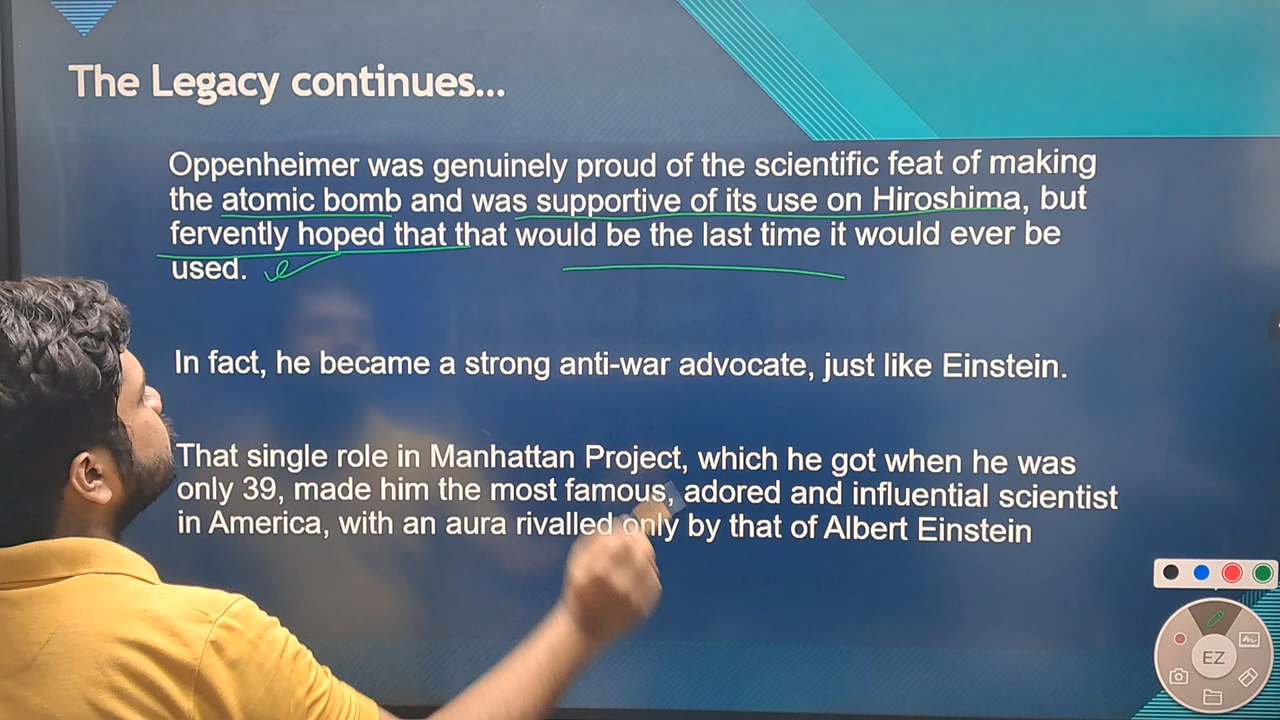 The Legacy continues...
Oppenheimer was genuinely proud of the scientific feat of making
the atomic bomb and was supportive of its use on Hiroshima, but
fervently hoped that that would be the last time it would ever be
used.
In fact, he became a strong anti-war advocate, just like Einstein.
That single role in Manhattan Project, which he got when he was
only 39, made him the most famous, adored and influential scientist
in America, with an aura rivalled only by that of Albert Einstein
EZ